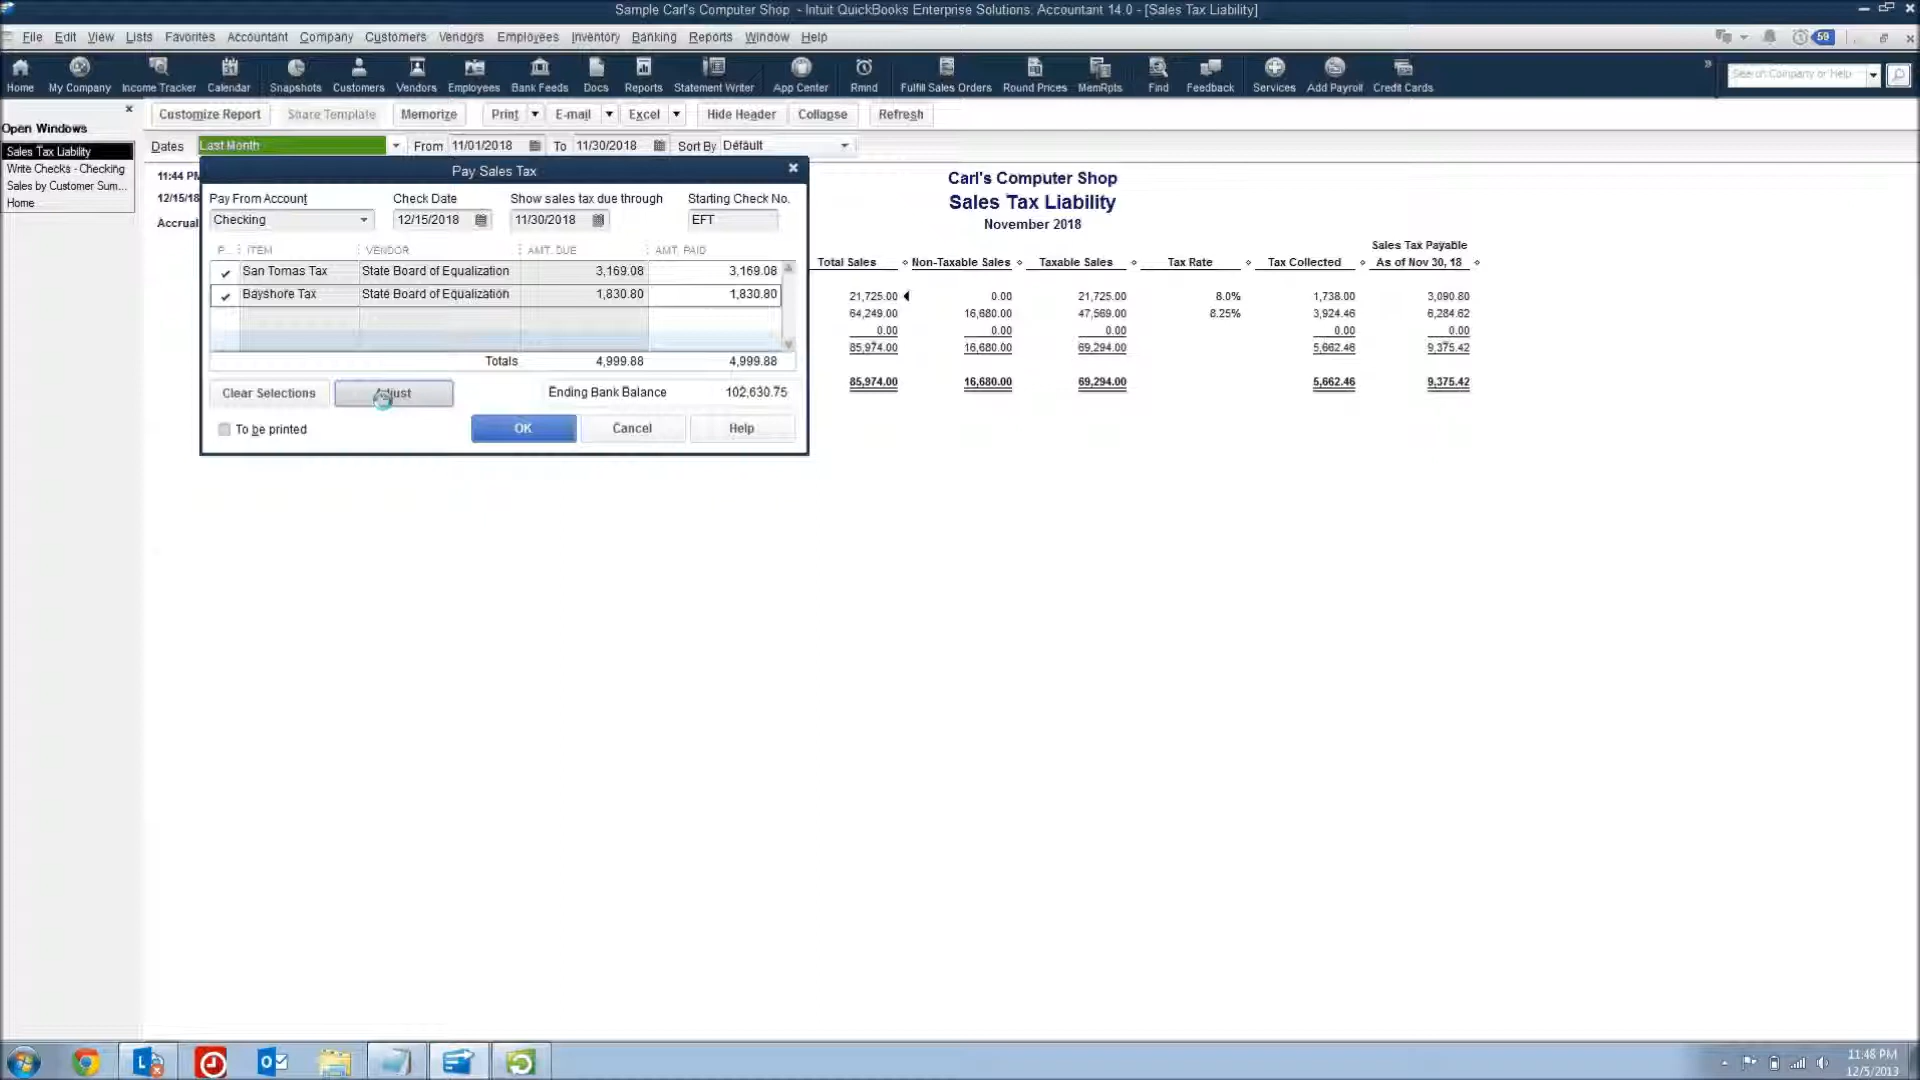 Sample Carl's Computer Shop - Intuit QuickBooks Enterprise Solutions: Accountant 14.0 - [Sales Tax Liability]
File Edit View Lists Favorites Accountant Company Customers Vendors Employees Inventory Banking Reports Window Help
59
Home My Company Income Tracker Calendar Snapshots Customers Vendors Employees Bank Feeds Docs Reports Statement Writer App Center Rmnd Fulfill Sales Orders Round Prices MemRpts Find Feedback Services Add Payroll Credit Cards
Search Company or Help
Customize Report Share Template Memorize Print E-mail Excel Hide Header Collapse Refresh
Open Windows
Sales Tax Liability
Write Checks - Checking
Sales by Customer Sum...
Home
Dates Last Month From 11/01/2018 To 11/30/2018 Sort By Default
11:44 PM
12/15/18
Accrual
Pay Sales Tax
Pay From Account Check Date Show sales tax due through Starting Check No.
Checking 12/15/2018 11/30/2018 EFT
P... ITEM VENDOR AMT. DUE AMT. PAID
San Tomas Tax State Board of Equalization 3,169.08 3,169.08
Bayshore Tax State Board of Equalization 1,830.80 1,830.80
Totals 4,999.88 4,999.88
Clear Selections Adjust Ending Bank Balance 102,630.75
To be printed OK Cancel Help
Carl's Computer Shop
Sales Tax Liability
November 2018
Sales Tax Payable
Total Sales Non-Taxable Sales Taxable Sales Tax Rate Tax Collected As of Nov 30, 18
21,725.00 0.00 21,725.00 8.0% 1,738.00 3,090.80
64,249.00 16,680.00 47,569.00 8.25% 3,924.46 6,284.62
0.00 0.00 0.00 0.00 0.00
85,974.00 16,680.00 69,294.00 5,662.46 9,375.42
85,974.00 16,680.00 69,294.00 5,662.46 9,375.42
11:46 PM
12/5/2013